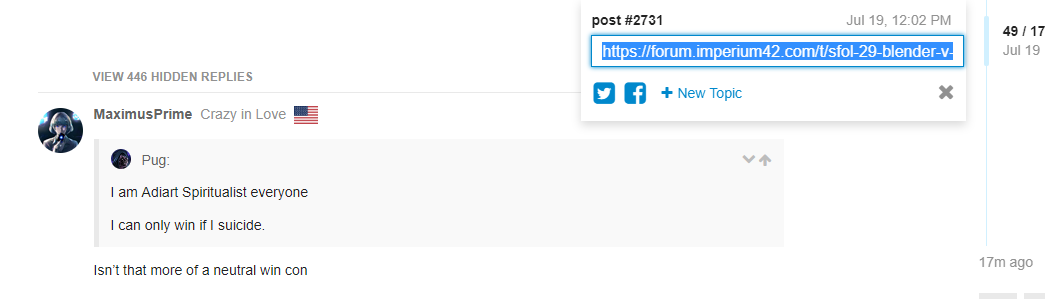 post #2731
Jul 19, 12:02 PM
https://forum.imperium42.com/t/sfol-29-blender-v-
New Topic
49 / 17
Jul 19
VIEW 446 HIDDEN REPLIES
MaximusPrime Crazy in Love
Pug:
I am Adiart Spiritualist everyone
I can only win if I suicide.
Isn't that more of a neutral win con
17m ago